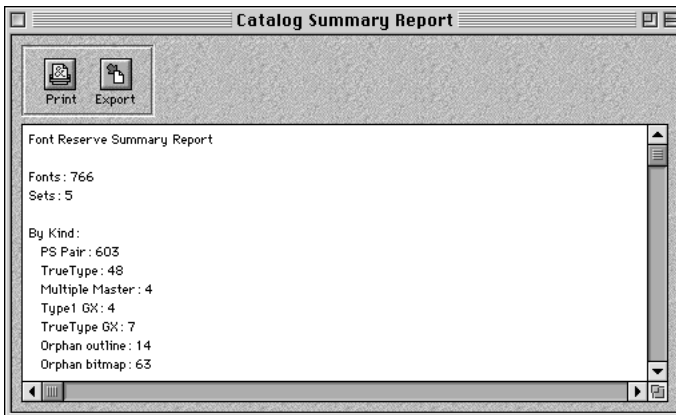 Catalog Summary Report
Print Export
Font Reserve Summary Report
Fonts: 766
Sets: 5
By Kind:
PS Pair: 603
TrueType: 48
Multiple Master: 4
Type1 GX: 4
TrueType GX: 7
Orphan outline: 14
Orphan bitmap: 63